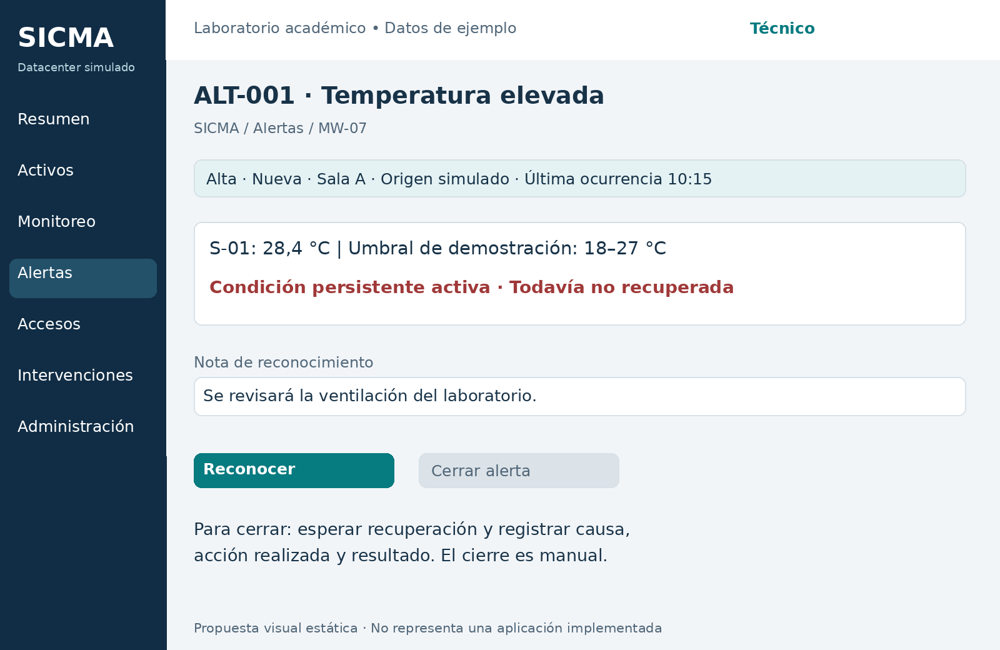 SICMA
Datacenter simulado
Resumen
Activos
Monitoreo
Alertas
Accesos
Intervenciones
Administración
Laboratorio académico • Datos de ejemplo
Técnico
ALT-001 · Temperatura elevada
SICMA / Alertas / MW-07
Alta · Nueva · Sala A · Origen simulado · Última ocurrencia 10:15
S-01: 28,4 °C | Umbral de demostración: 18–27 °C
Condición persistente activa · Todavía no recuperada
Nota de reconocimiento
Se revisará la ventilación del laboratorio.
Reconocer
Cerrar alerta
Para cerrar: esperar recuperación y registrar causa,
acción realizada y resultado. El cierre es manual.
Propuesta visual estática · No representa una aplicación implementada